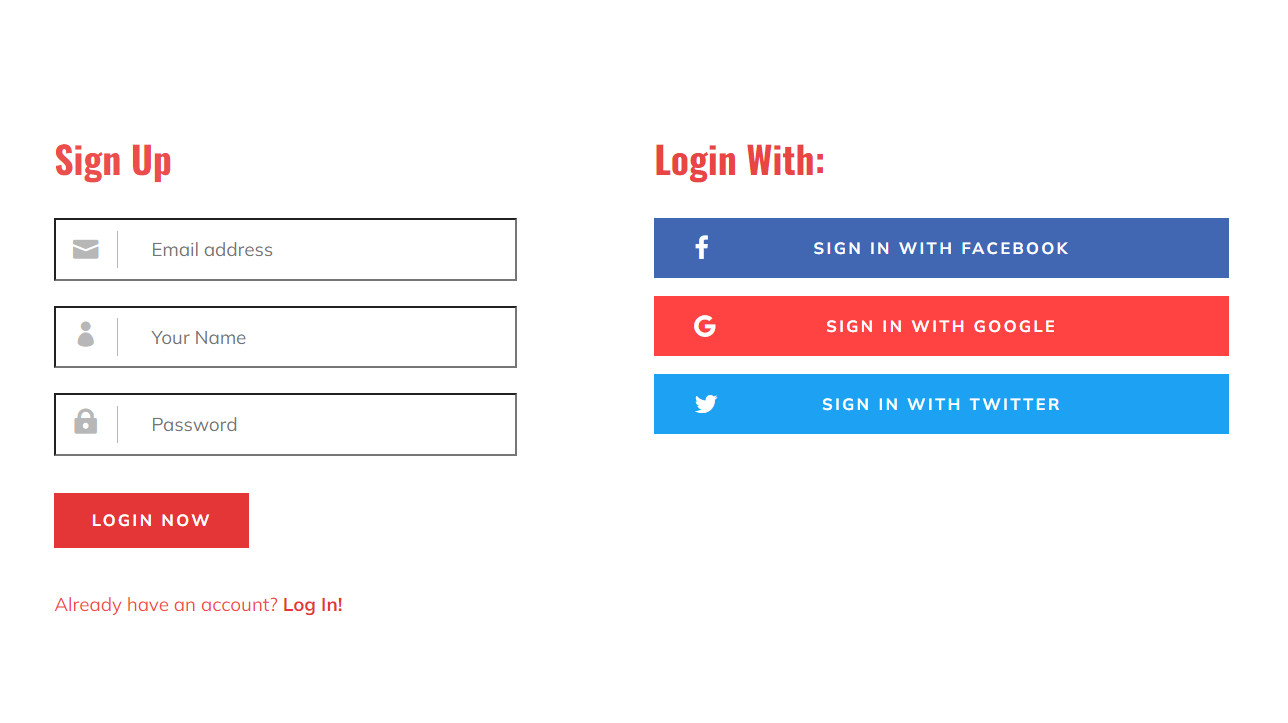 Sign Up
Email address
Your Name
Password
LOGIN NOW
Already have an account? Log In!
Login With:
SIGN IN WITH FACEBOOK
SIGN IN WITH GOOGLE
SIGN IN WITH TWITTER